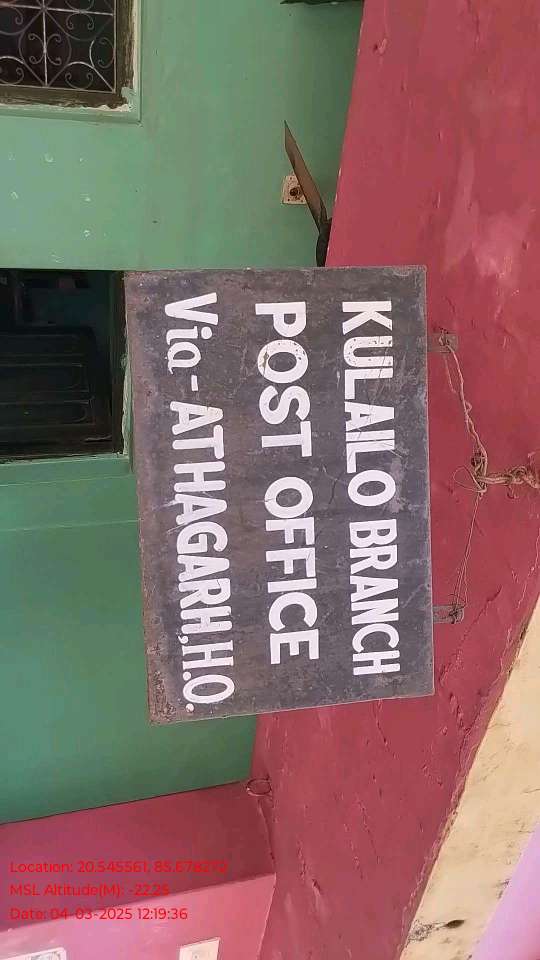 KULAILO BRANCH
POST OFFICE
Via-ATHAGARH,H.O.
Location: 20.545561, 85.678270
MSL Altitude(M): -22.25
Date: 04-03-2025 12:19:36